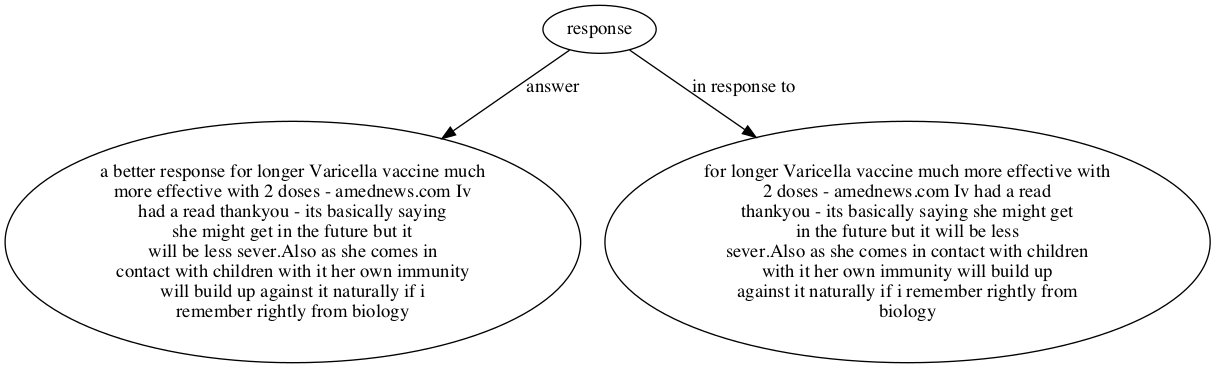 response
answer
in response to
a better response for longer Varicella vaccine much
more effective with 2 doses - amednews.com Iv
had a read thankyou - its basically saying
she might get in the future but it
will be less sever.Also as she comes in
contact with children with it her own immunity
will build up against it naturally if i
remember rightly from biology
for longer Varicella vaccine much more effective with
2 doses - amednews.com Iv had a read
thankyou - its basically saying she might get
in the future but it will be less
sever.Also as she comes in contact with children
with it her own immunity will build up
against it naturally if i remember rightly from
biology